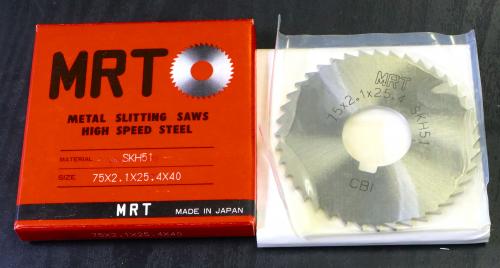 MRT
METAL SLITTING SAWS
HIGH SPEED STEEL
MATERIAL SKH51
SIZE 75X2.1X25.4X40
MRT MADE IN JAPAN
75X2.1X25.4X40
MRT
75x2.1x25.4 SKH51
CBI